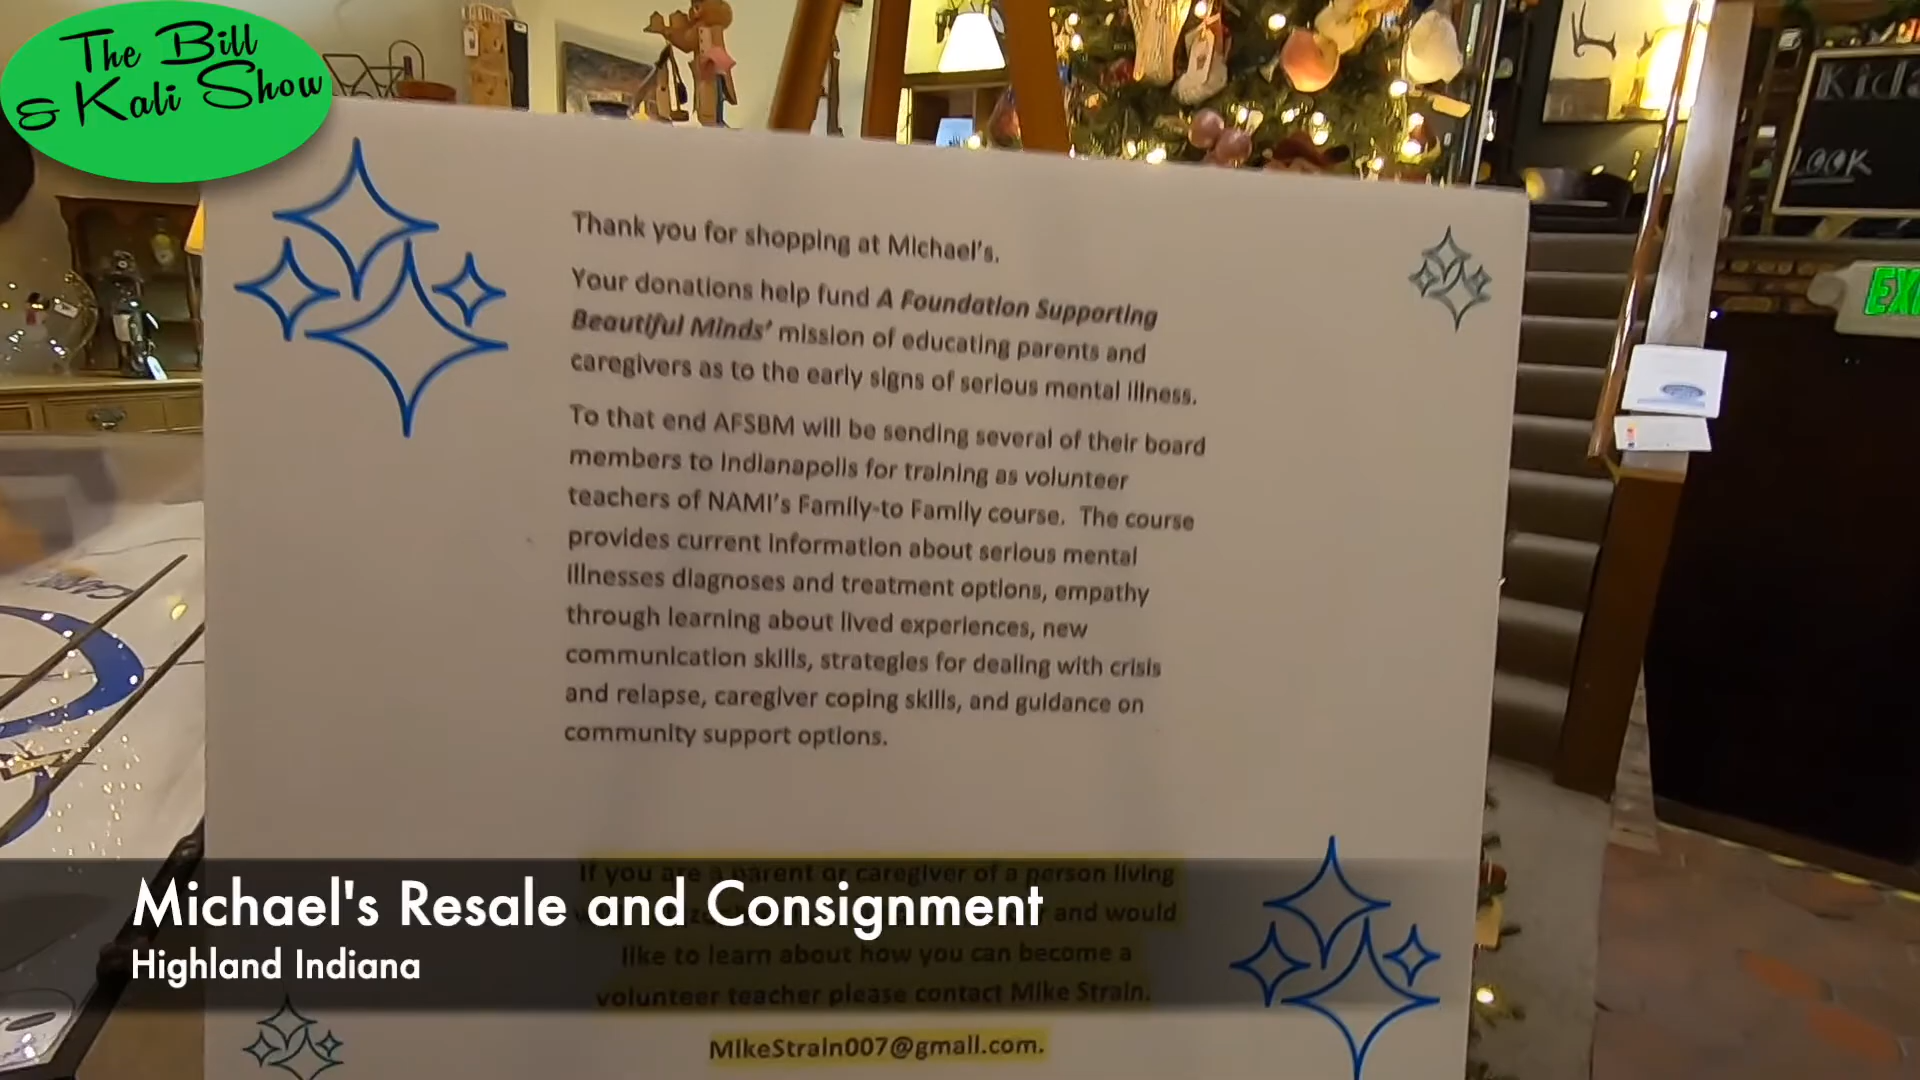 The Bill
& Kali Show
Kids
LOOK
EXI
Thank you for shopping at Michael's.
Your donations help fund A Foundation Supporting
Beautiful Minds' mission of educating parents and
caregivers as to the early signs of serious mental illness.
To that end AFSBM will be sending several of their board
members to Indianapolis for training as volunteer
teachers of NAMI's Family-to Family course. The course
provides current information about serious mental
illnesses diagnoses and treatment options, empathy
through learning about lived experiences, new
communication skills, strategies for dealing with crisis
and relapse, caregiver coping skills, and guidance on
community support options.
If you are a parent or caregiver of a person living
and would
like to learn about how you can become a
volunteer teacher please contact Mike Strain.
MikeStrain007@gmail.com.
Michael's Resale and Consignment
Highland Indiana